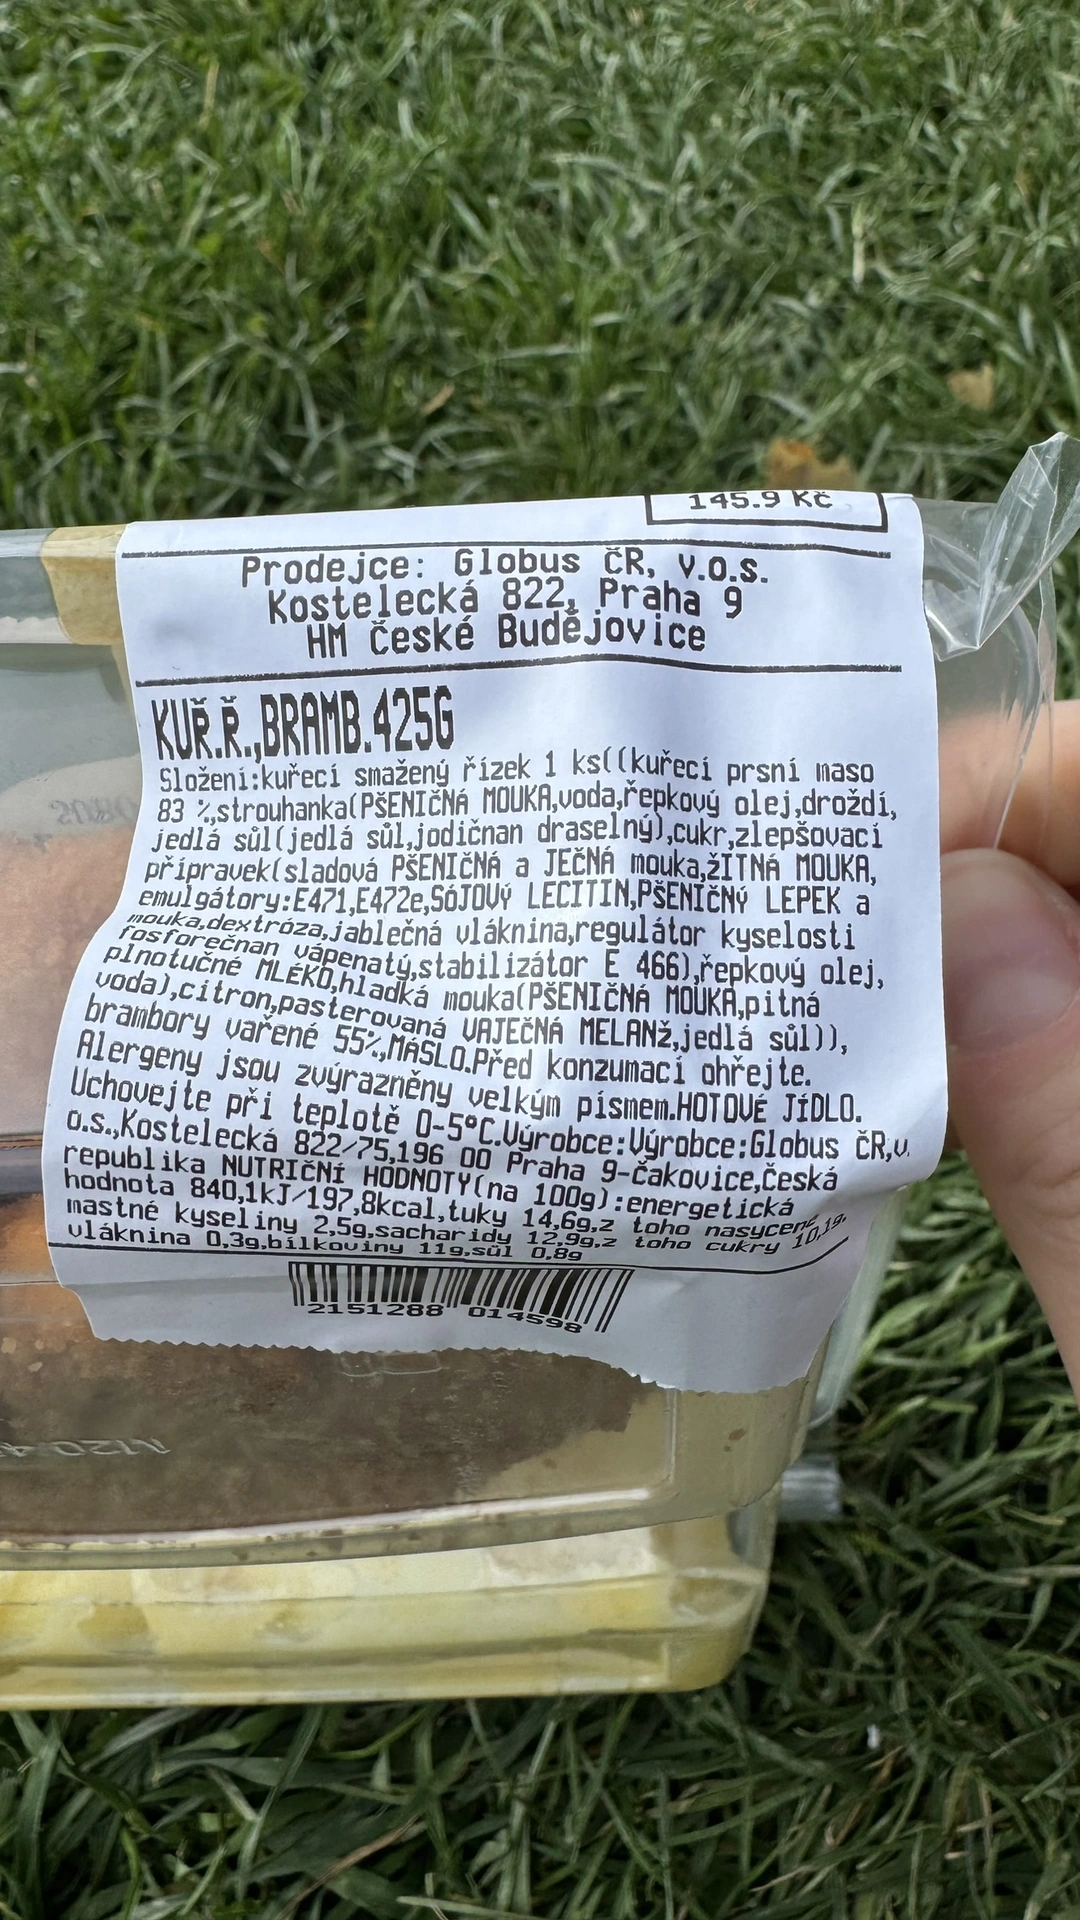 145.9 Kč
Prodejce: Globus ČR, v.o.s.
Kostelecká 822, Praha 9
HM České Budějovice
KUŘ.Ř.,BRAMB.425G
Složení:kuřecí smažený řízek 1 ks((kuřecí prsní maso
83 %,strouhanka(PŠENIČNÁ MOUKA,voda,řepkový olej,droždí,
jedlá sůl(jedlá sůl,jodičnan draselný),cukr,zlepšovací
přípravek(sladová PŠENIČNÁ a JEČNÁ mouka,ŽITNÁ MOUKA,
emulgátory:E471,E472e,SÓJOVÝ LECITIN,PŠENIČNÝ LEPEK a
mouka,dextróza,jablečná vláknina,regulátor kyselosti
fosforečnan vápenatý,stabilizátor E 466),řepkový olej,
plnotučné MLÉKO,hladká mouka(PŠENIČNÁ MOUKA,pitná
voda),citron,pasterovaná VAJEČNÁ MELANŽ,jedlá sůl)),
brambory vařené 55%,MÁSLO.Před konzumací ohřejte.
Alergeny jsou zvýrazněny velkým písmem.HOTOVÉ JÍDLO.
Uchovejte při teplotě 0-5°C.Výrobce:Výrobce:Globus ČR,v.
o.s.,Kostelecká 822/75,196 00 Praha 9-Čakovice,Česká
republika NUTRIČNÍ HODNOTY(na 100g):energetická
hodnota 840,1kJ/197,8kcal,tuky 14,6g,z toho nasycené
mastné kyseliny 2,5g,sacharidy 12,9g,z toho cukry 10,1g,
vláknina 0,3g,bílkoviny 11g,sůl 0,8g
2151288 014598